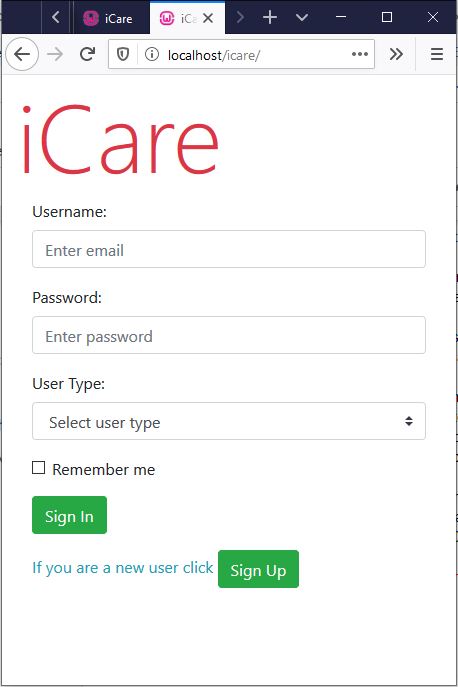 iCare
iCa
localhost/icare/
iCare
Username:
Enter email
Password:
Enter password
User Type:
Select user type
Remember me
Sign In
If you are a new user click Sign Up